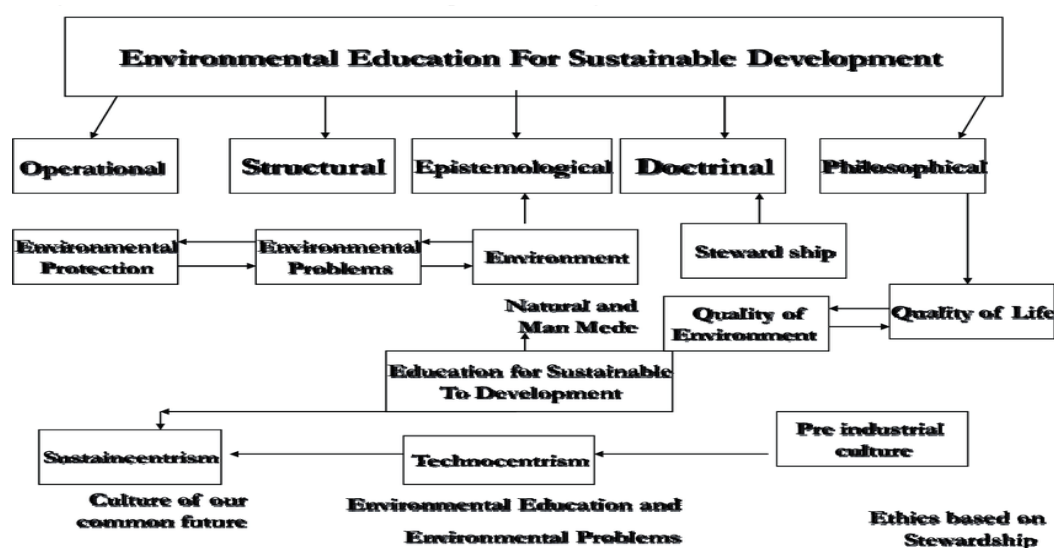 Environmental Education For Sustainable Development
Operational
Structural
Epistemological
Doctrinal
Philosophical
Environmental
Protection
Environmental
Problems
Environment
Steward ship
Natural and
Man Mede
Quality of
Environment
Quality of Life
Education for Sustainable
To Development
Sustaincentrism
Technocentrism
Pre industrial
culture
Culture of our
common future
Environmental Education and
Environmental Problems
Ethics based on
Stewardship